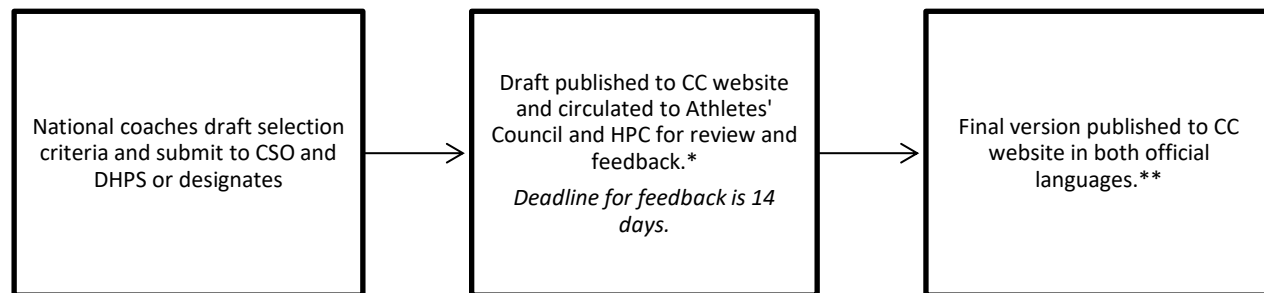 National coaches draft selection
criteria and submit to CSO and
DHPS or designates
Draft published to CC website
and circulated to Athletes'
Council and HPC for review and
feedback.*
Deadline for feedback is 14
days.
Final version published to CC
website in both official
languages.**